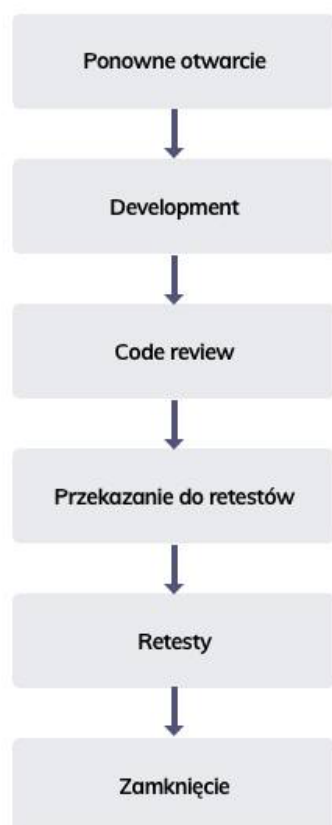 Ponowne otwarcie
Development
Code review
Przekazanie do retestów
Retesty
Zamknięcie